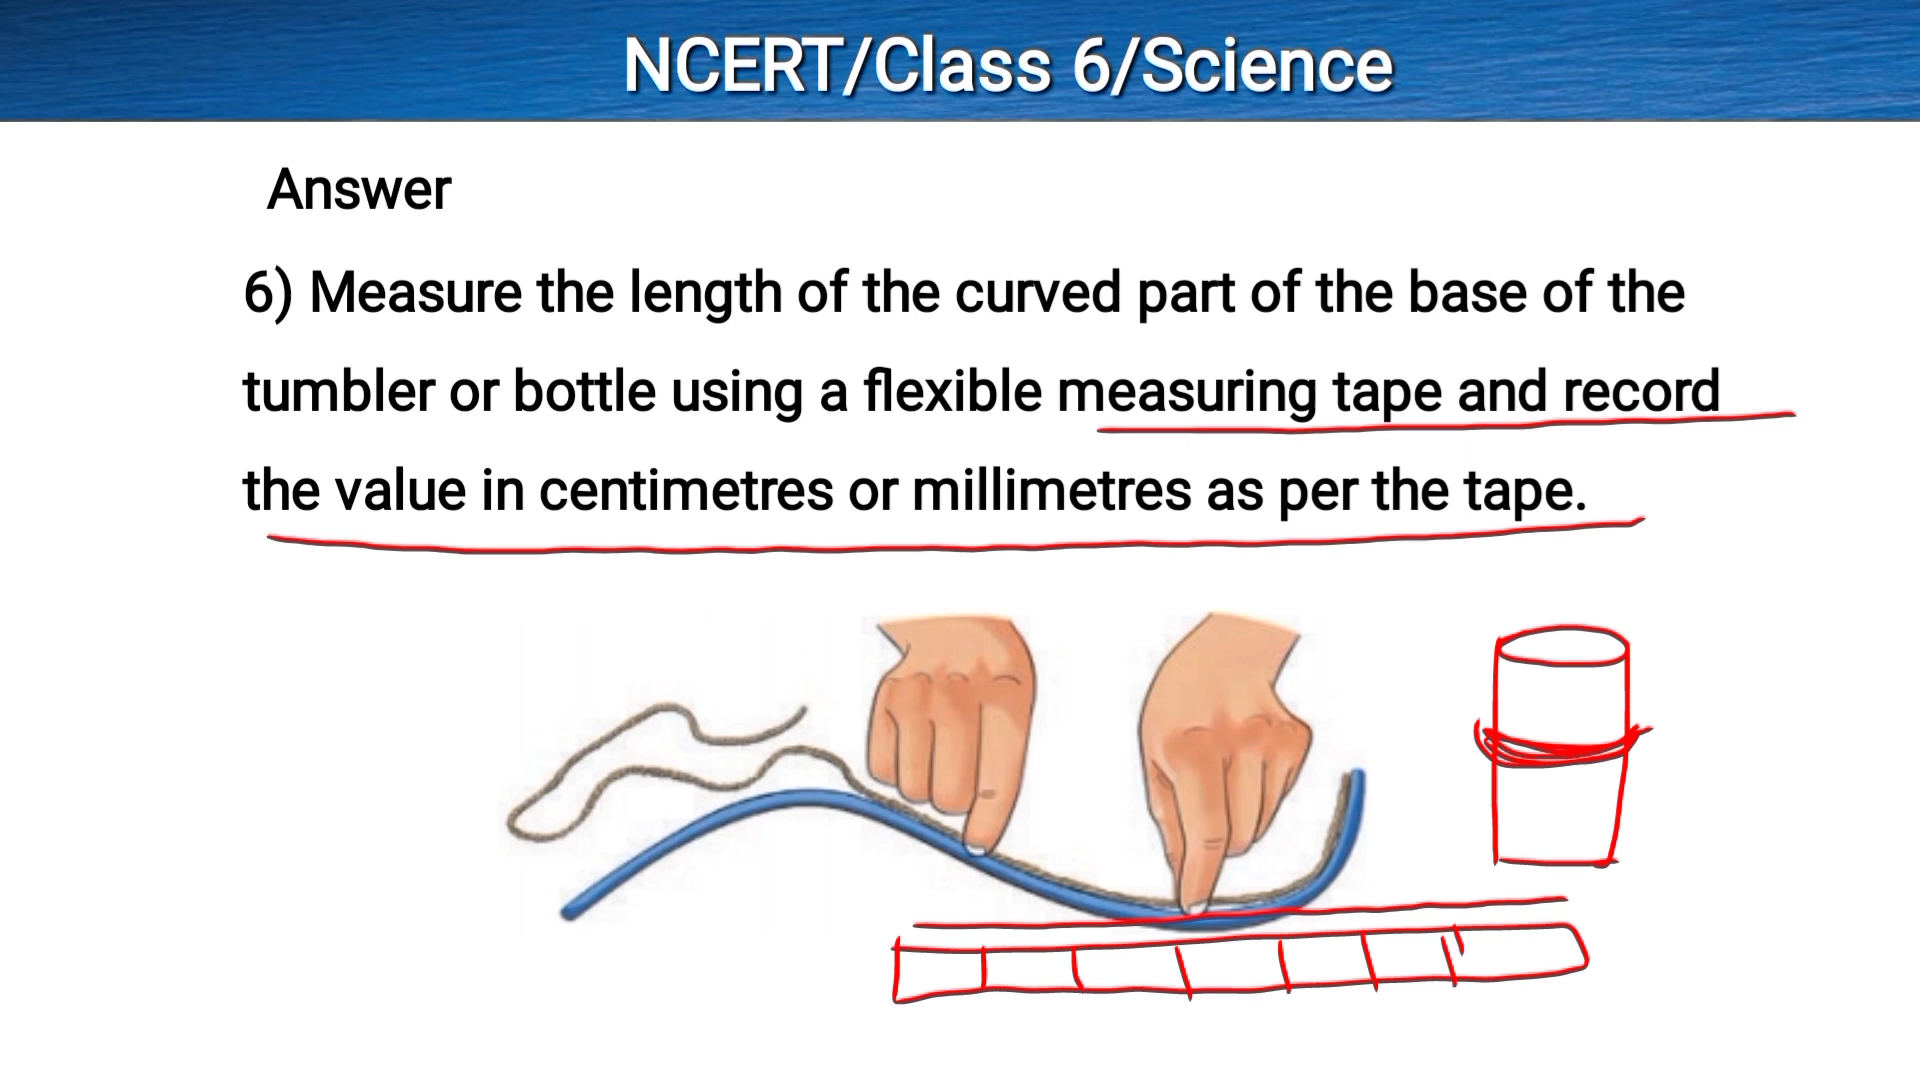 NCERT/Class 6/Science
Answer
6) Measure the length of the curved part of the base of the
tumbler or bottle using a flexible measuring tape and record
the value in centimetres or millimetres as per the tape.